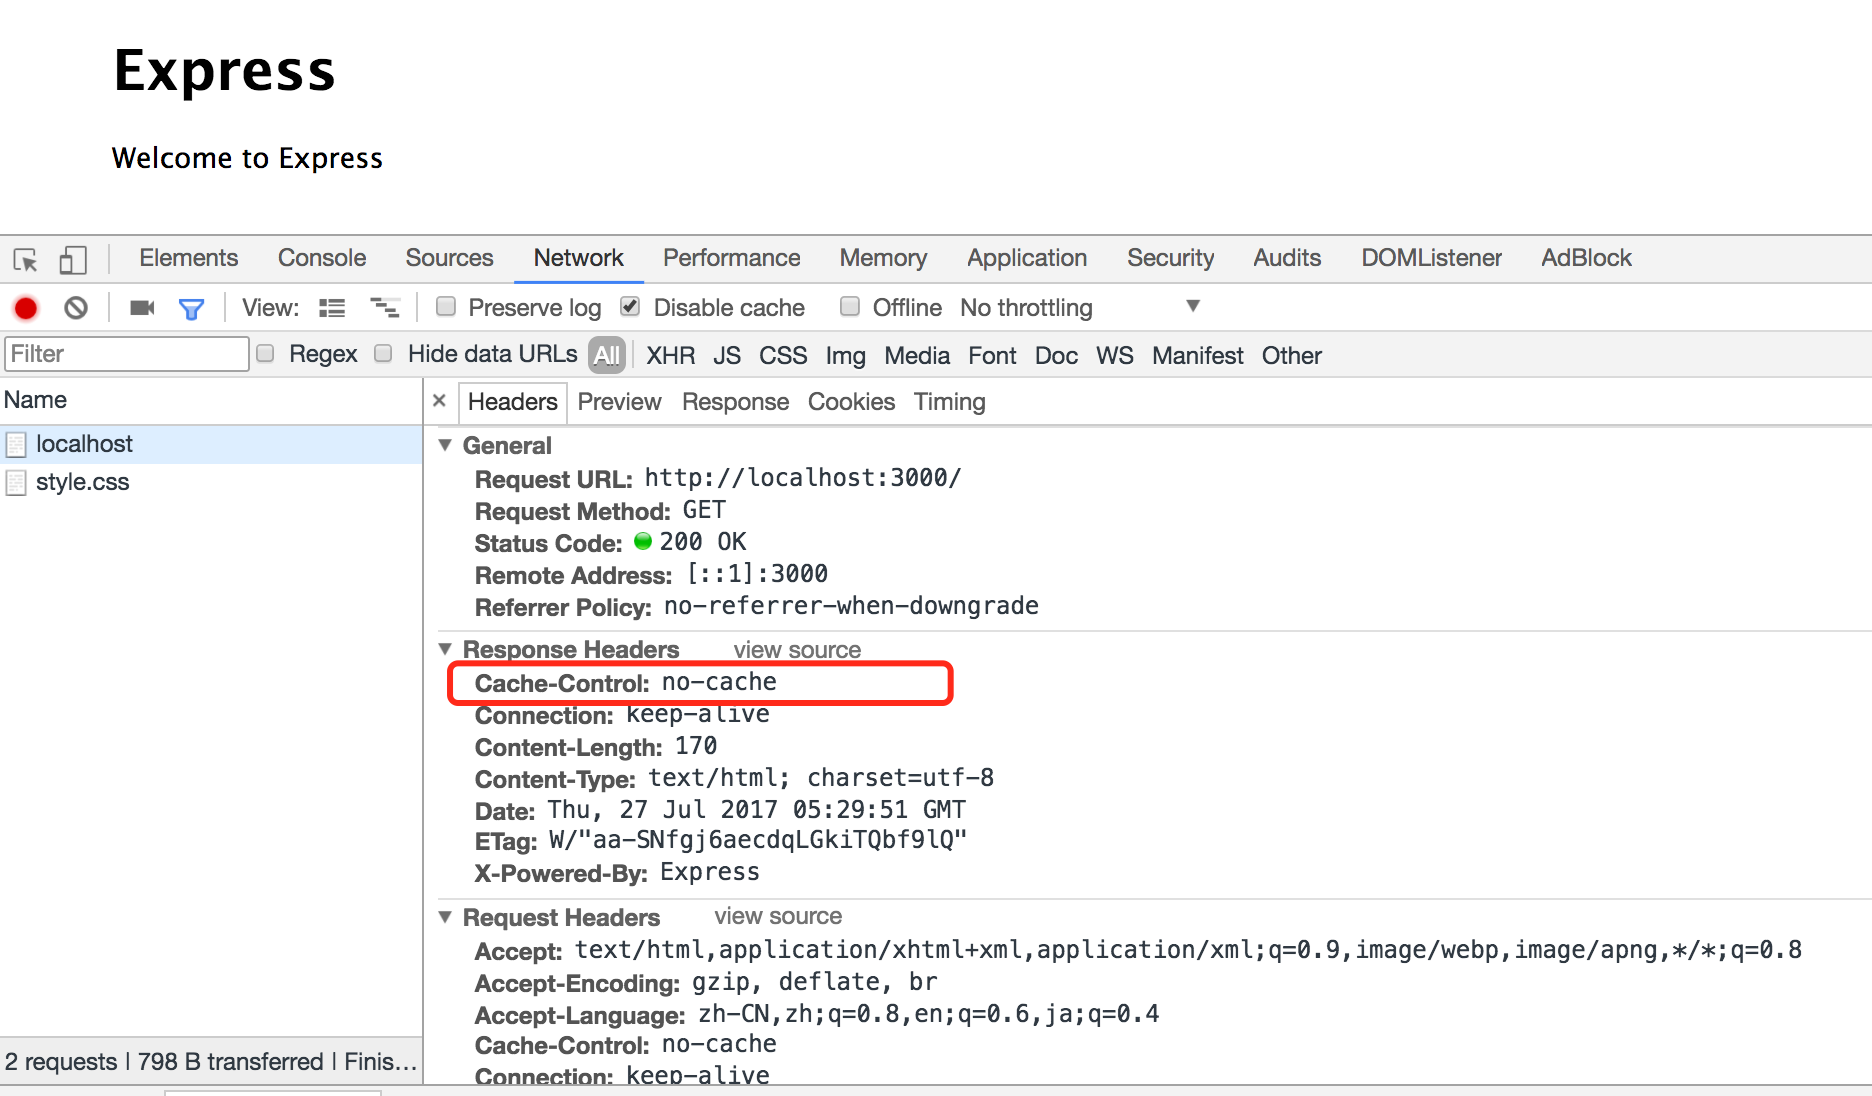 Express
Welcome to Express
Elements Console Sources Network Performance Memory Application Security Audits DOMListener AdBlock
View: Preserve log Disable cache Offline No throttling
Filter Regex Hide data URLs All XHR JS CSS Img Media Font Doc WS Manifest Other
Name
localhost
style.css
2 requests | 798 B transferred | Finis...
× Headers Preview Response Cookies Timing
General
Request URL: http://localhost:3000/
Request Method: GET
Status Code: 200 OK
Remote Address: [::1]:3000
Referrer Policy: no-referrer-when-downgrade
Response Headers view source
Cache-Control: no-cache
Connection: keep-alive
Content-Length: 170
Content-Type: text/html; charset=utf-8
Date: Thu, 27 Jul 2017 05:29:51 GMT
ETag: W/"aa-SNfgj6aecdqLGkiTQbf9lQ"
X-Powered-By: Express
Request Headers view source
Accept: text/html,application/xhtml+xml,application/xml;q=0.9,image/webp,image/apng,*/*;q=0.8
Accept-Encoding: gzip, deflate, br
Accept-Language: zh-CN,zh;q=0.8,en;q=0.6,ja;q=0.4
Cache-Control: no-cache
Connection: keep-alive